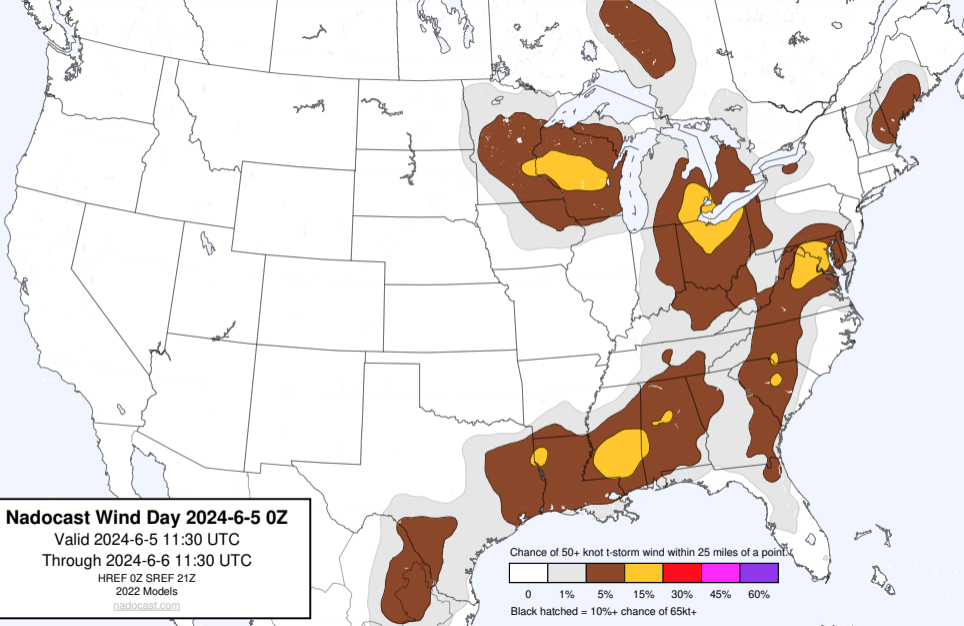 Nadocast Wind Day 2024-6-5 0Z
Valid 2024-6-5 11:30 UTC
Through 2024-6-6 11:30 UTC
HREF 0Z SREF 21Z
2022 Models
nadocast.com
Chance of 50+ knot t-storm wind within 25 miles of a point.
0 1% 5% 15% 30% 45% 60%
Black hatched = 10%+ chance of 65kt+